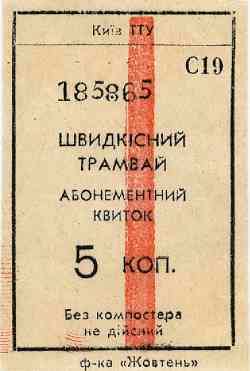 Київ ТТУ
С19
185865
ШВИДКІСНИЙ
ТРАМВАЙ
АБОНЕМЕНТНИЙ
КВИТОК
5 КОП.
Без компостера
не дійсний
ф-ка «Жовтень»